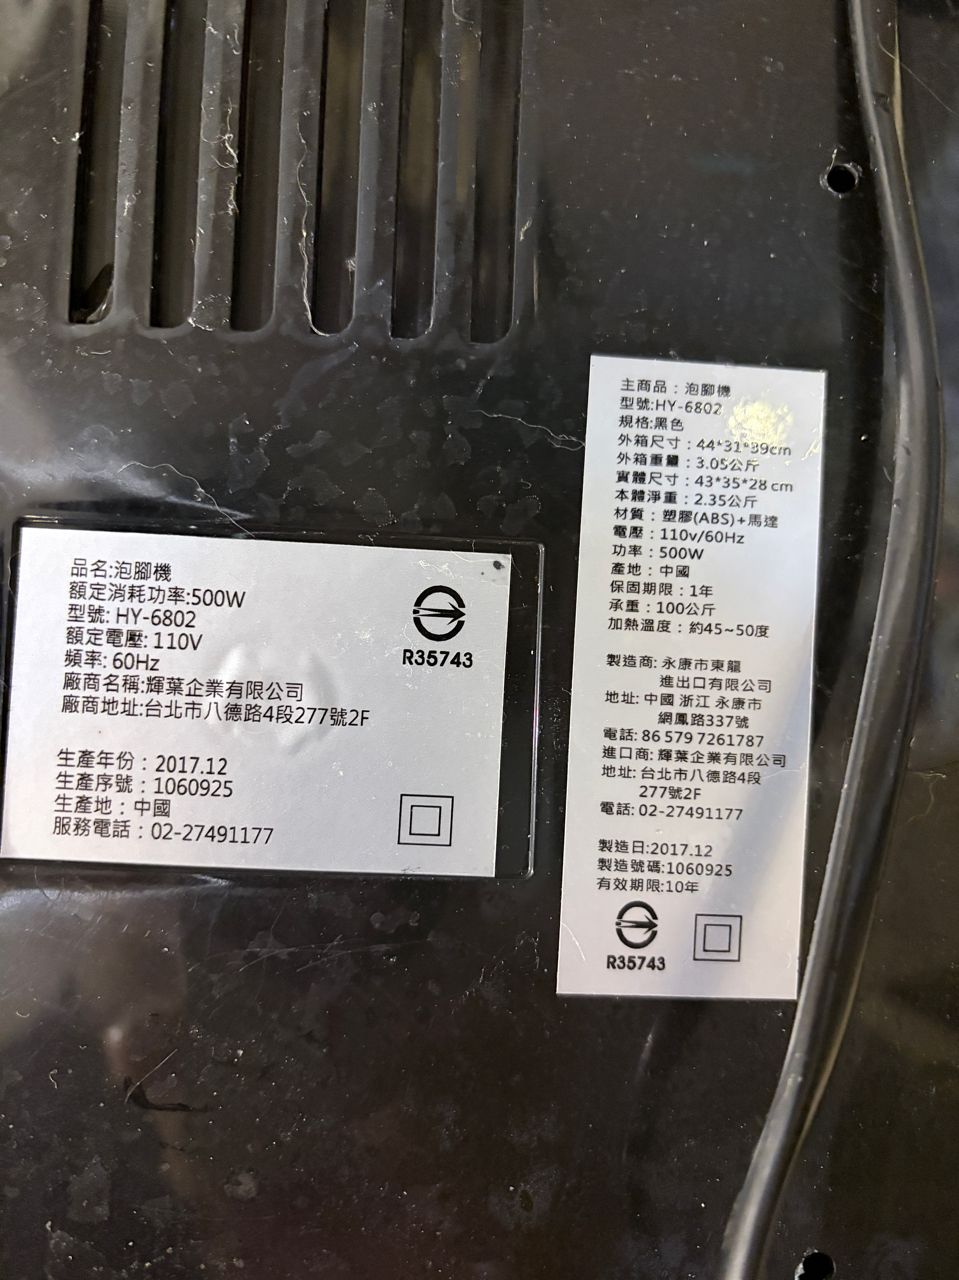 品名:泡腳機
額定消耗功率:500W
型號: HY-6802
額定電壓: 110V
頻率: 60Hz
廠商名稱:輝葉企業有限公司
廠商地址:台北市八德路4段277號2F
R35743
生產年份：2017.12
生產序號：1060925
生產地：中國
服務電話：02-27491177
主商品：泡腳機
型號:HY-6802
規格:黑色
外箱尺寸：44*31*39cm
外箱重量：3.05公斤
實體尺寸：43*35*28 cm
本體淨重：2.35公斤
材質：塑膠(ABS)+馬達
電壓：110v/60Hz
功率：500W
產地：中國
保固期限：1年
承重：100公斤
加熱溫度：約45~50度
製造商: 永康市東龍
進出口有限公司
地址: 中國 浙江 永康市
網鳳路337號
電話: 86 579 7261787
進口商: 輝葉企業有限公司
地址: 台北市八德路4段
277號2F
電話: 02-27491177
製造日:2017.12
製造號碼:1060925
有效期限:10年
R35743